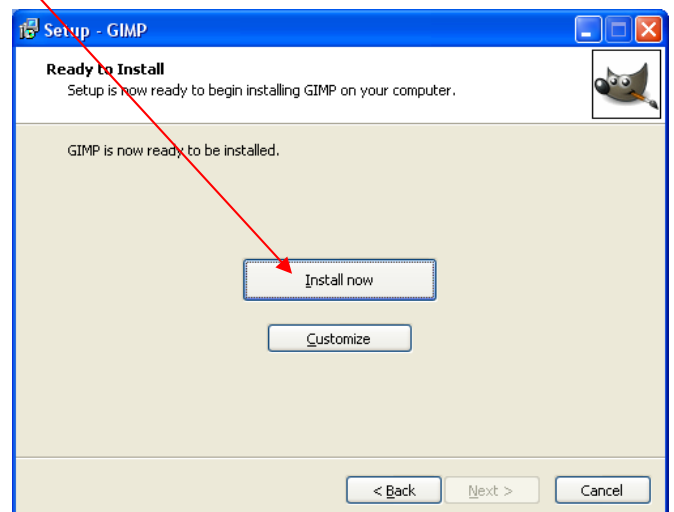 Setup - GIMP
Ready to Install
Setup is now ready to begin installing GIMP on your computer.
GIMP is now ready to be installed.
Install now
Customize
< Back Next > Cancel